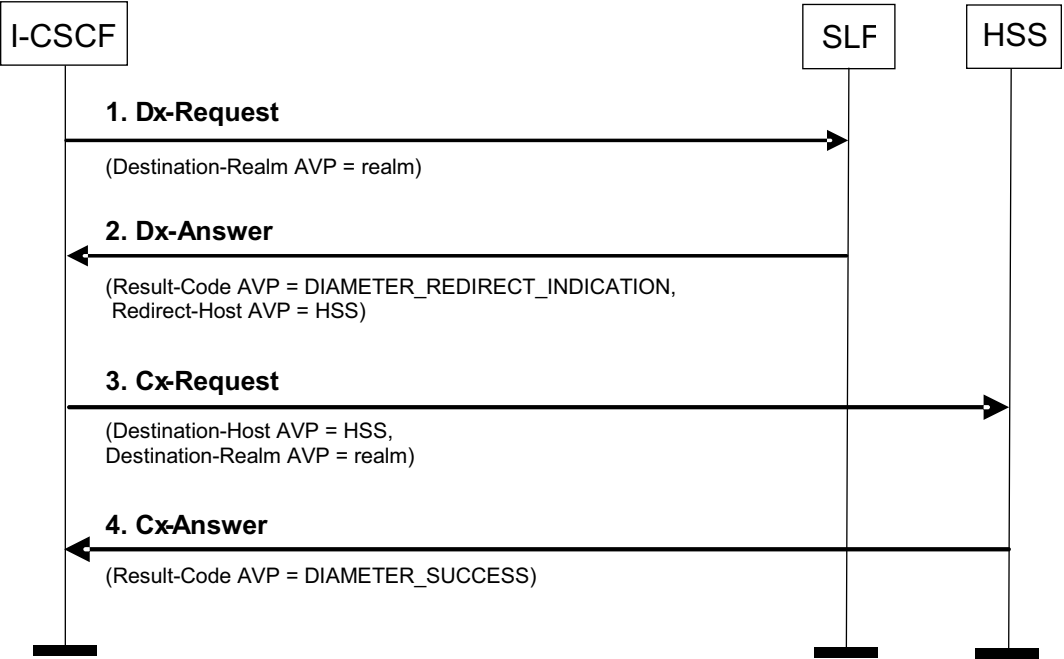 I-CSCF
SLF
HSS
1. Dx-Request
(Destination-Realm AVP = realm)
2. Dx-Answer
(Result-Code AVP = DIAMETER_REDIRECT_INDICATION,
Redirect-Host AVP = HSS)
3. Cx-Request
(Destination-Host AVP = HSS,
Destination-Realm AVP = realm)
4. Cx-Answer
(Result-Code AVP = DIAMETER_SUCCESS)